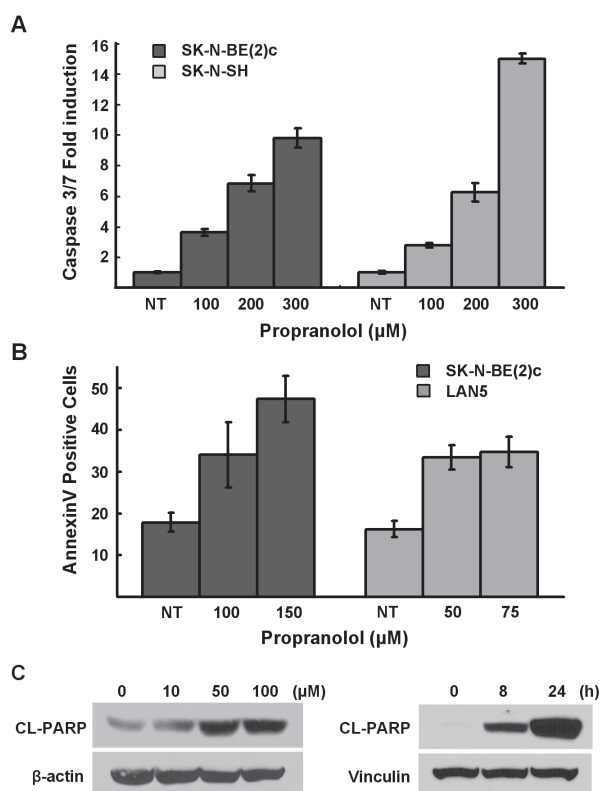 A
16
14
12
10
8
6
4
2
Caspase 3/7 Fold induction
SK-N-BE(2)c
SK-N-SH
NT 100 200 300 NT 100 200 300
Propranolol (µM)
B
50
40
30
20
10
AnnexinV Positive Cells
SK-N-BE(2)c
LAN5
NT 100 150 NT 50 75
Propranolol (µM)
C
0 10 50 100 (µM)
CL-PARP
β-actin
0 8 24 (h)
CL-PARP
Vinculin